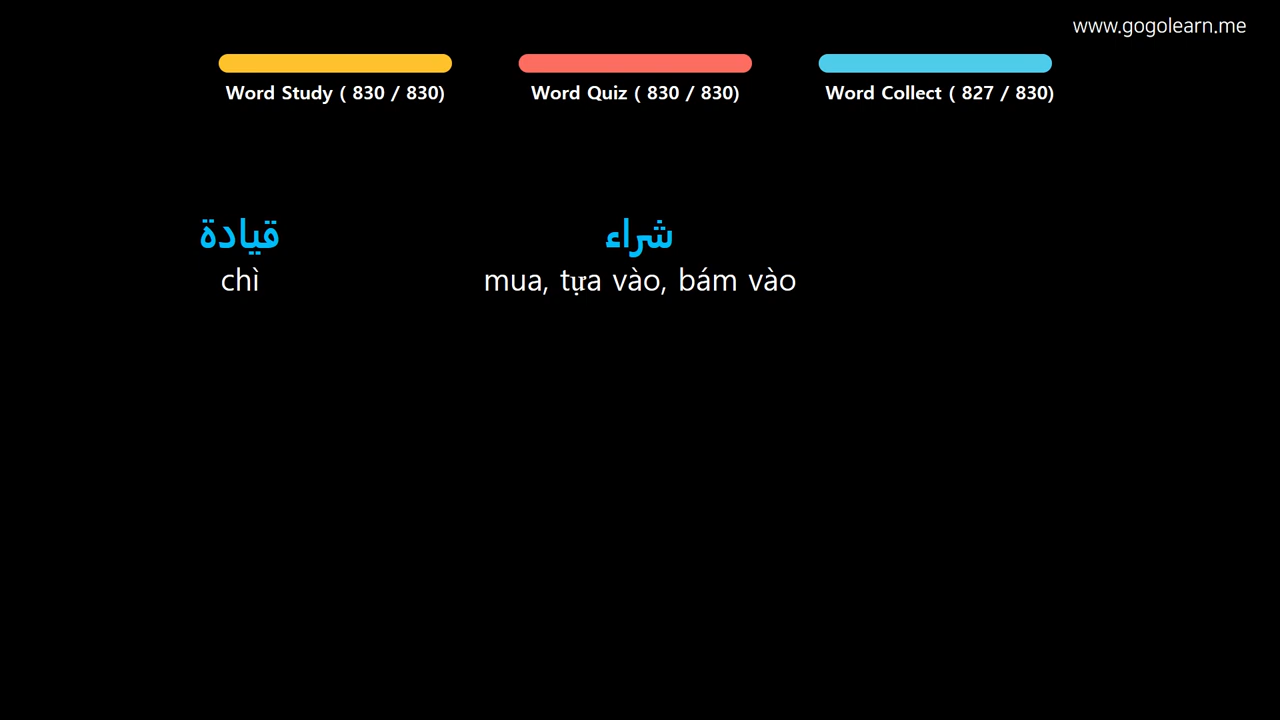 www.gogolearn.me
Word Study ( 830 / 830)
Word Quiz ( 830 / 830)
Word Collect ( 827 / 830)
قيادة
chì
شراء
mua, tựa vào, bám vào